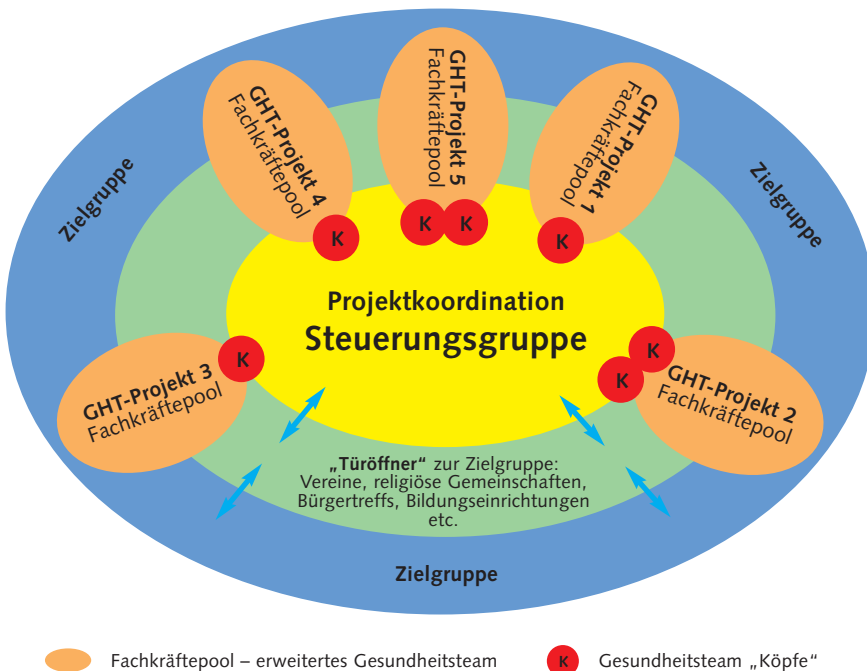 Zielgruppe
GHT-Projekt 4
Fachkräftepool
K
GHT-Projekt 5
Fachkräftepool
K
K
GHT-Projekt 1
Fachkräftepool
K
Zielgruppe
Projektkoordination
Steuerungsgruppe
GHT-Projekt 3
Fachkräftepool
K
K
K
GHT-Projekt 2
Fachkräftepool
„Türöffner“ zur Zielgruppe:
Vereine, religiöse Gemeinschaften,
Bürgertreffs, Bildungseinrichtungen
etc.
Zielgruppe
Fachkräftepool – erweitertes Gesundheitsteam
K
Gesundheitsteam „Köpfe“